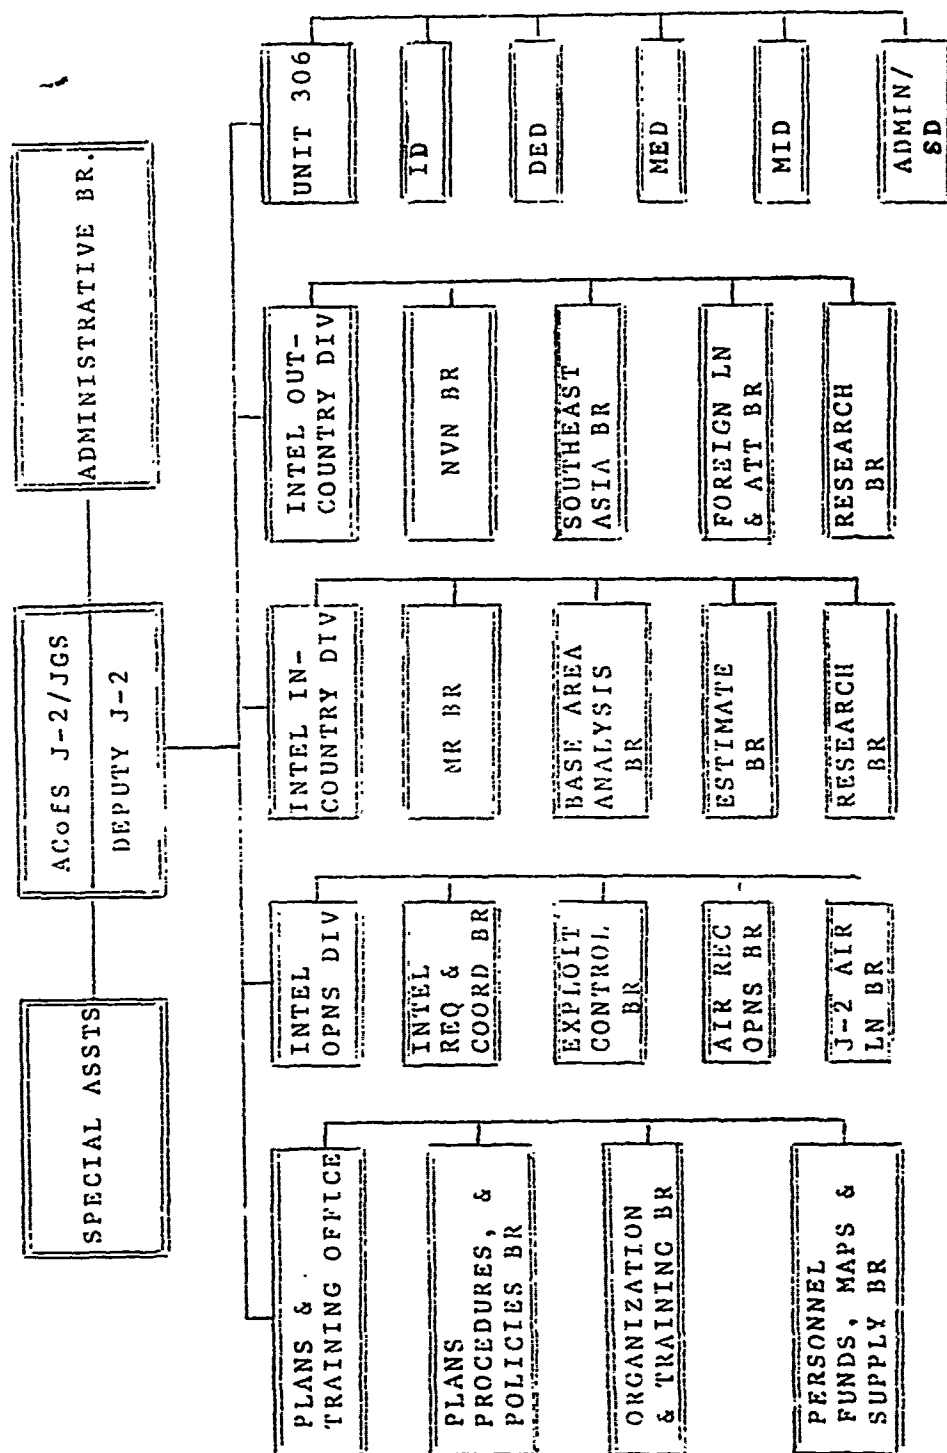 SPECIAL ASSTS
ACofS J-2/JGS
DEPUTY J-2
ADMINISTRATIVE BR.
PLANS &
TRAINING OFFICE
PLANS
PROCEDURES, &
POLICIES BR
ORGANIZATION
& TRAINING BR
PERSONNEL
FUNDS, MAPS &
SUPPLY BR
INTEL
OPNS DIV
INTEL
REQ &
COORD BR
EXPLOIT
CONTROL
BR
AIR REC
OPNS BR
J-2 AIR
LN BR
INTEL IN-
COUNTRY DIV
MR BR
BASE AREA
ANALYSIS
BR
ESTIMATE
BR
RESEARCH
BR
INTEL OUT-
COUNTRY DIV
NVN BR
SOUTHEAST
ASIA BR
FOREIGN LN
& ATT BR
RESEARCH
BR
UNIT 306
ID
DED
MED
MID
ADMIN/
SD